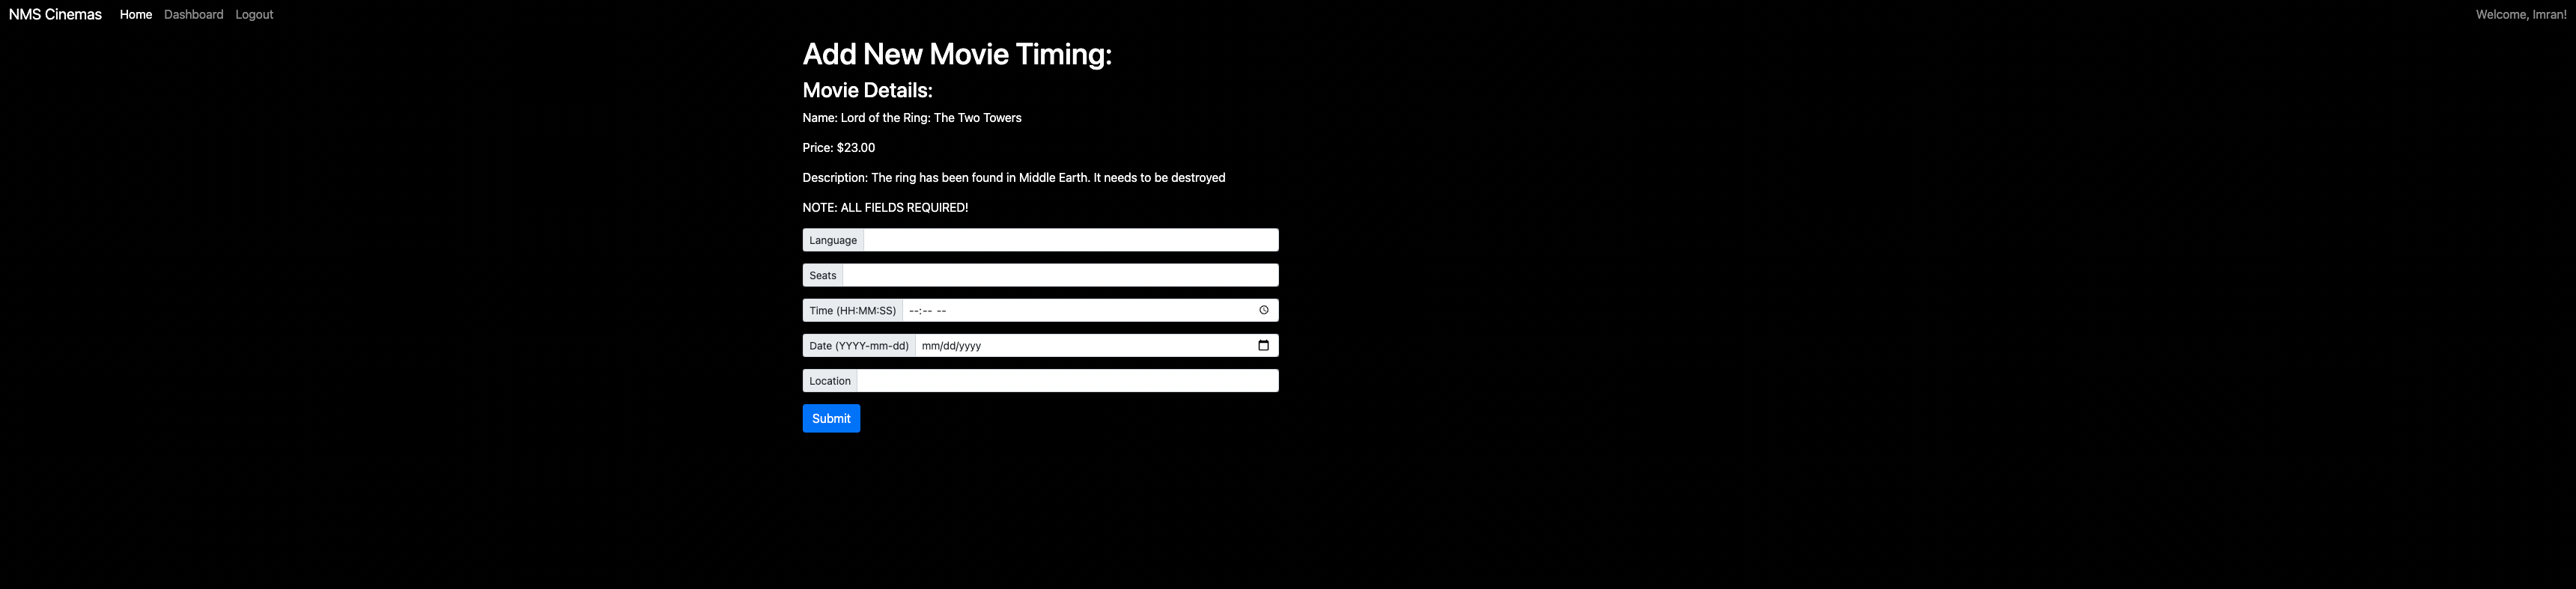 NMS Cinemas Home Dashboard Logout Welcome, Imran!
Add New Movie Timing:
Movie Details:
Name: Lord of the Ring: The Two Towers
Price: $23.00
Description: The ring has been found in Middle Earth. It needs to be destroyed
NOTE: ALL FIELDS REQUIRED!
Language
Seats
Time (HH:MM:SS) --:-- --
Date (YYYY-mm-dd) mm/dd/yyyy
Location
Submit